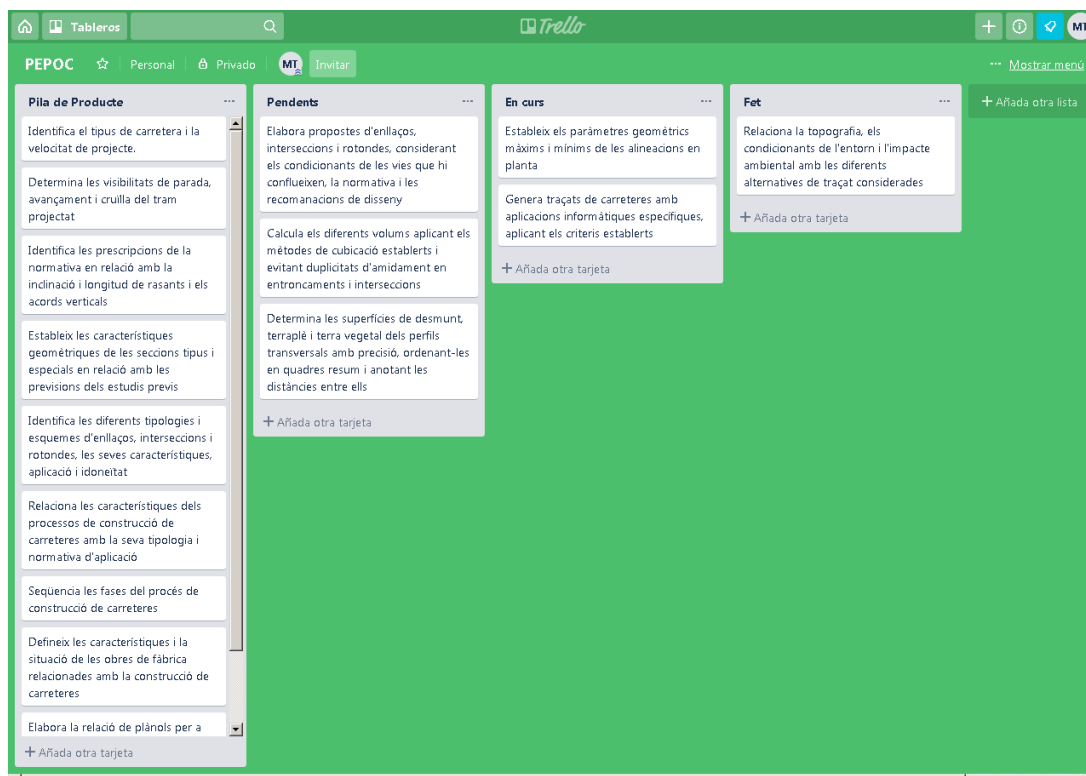 Tableros
Trello
MT
PEPOC
Personal
Privado
MT
Invitar
Mostrar menú
Pila de Producte
Identifica el tipus de carretera i la
velocitat de projecte.
Determina les visibilitats de parada,
avançament i cruïlla del tram
projectat
Identifica les prescripcions de la
normativa en relació amb la
inclinació i longitud de rasants i els
acords verticals
Estableix les característiques
geomètriques de les seccions tipus i
especials en relació amb les
previsions dels estudis previs
Identifica les diferents tipologies i
esquemes d'enllaços, interseccions i
rotondes, les seves característiques,
aplicació i idoneïtat
Relaciona les característiques dels
processos de construcció de
carreteres amb la seva tipologia i
normativa d'aplicació
Seqüencia les fases del procés de
construcció de carreteres
Defineix les característiques i la
situació de les obres de fàbrica
relacionades amb la construcció de
carreteres
Elabora la relació de plànols per a
+ Añada otra tarjeta
Pendents
Elabora propostes d'enllaços,
interseccions i rotondes, considerant
els condicionants de les vies que hi
conflueixen, la normativa i les
recomanacions de disseny
Calcula els diferents volums aplicant els
mètodes de cubicació establerts i
evitant duplicitats d'amidament en
entroncaments i interseccions
Determina les superfícies de desmunt,
terraplè i terra vegetal dels perfils
transversals amb precisió, ordenant-les
en quadres resum i anotant les
distàncies entre ells
+ Añada otra tarjeta
En curs
Estableix els paràmetres geomètrics
màxims i mínims de les alineacions en
planta
Genera traçats de carreteres amb
aplicacions informàtiques específiques,
aplicant els criteris establerts
+ Añada otra tarjeta
Fet
Relaciona la topografia, els
condicionants de l'entorn i l'impacte
ambiental amb les diferents
alternatives de traçat considerades
+ Añada otra tarjeta
+ Añada otra lista